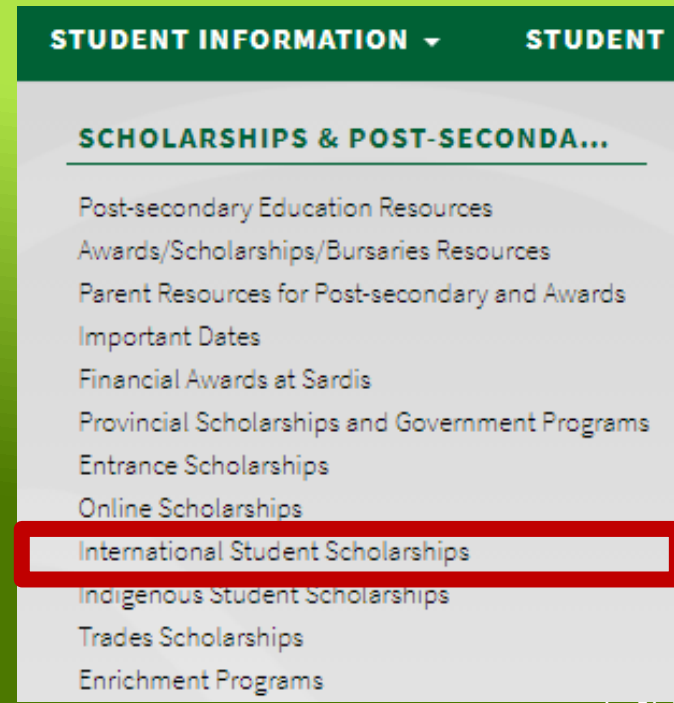 STUDENT INFORMATION STUDENT
SCHOLARSHIPS & POST-SECONDA...
Post-secondary Education Resources
Awards/Scholarships/Bursaries Resources
Parent Resources for Post-secondary and Awards
Important Dates
Financial Awards at Sardis
Provincial Scholarships and Government Programs
Entrance Scholarships
Online Scholarships
International Student Scholarships
Indigenous Student Scholarships
Trades Scholarships
Enrichment Programs